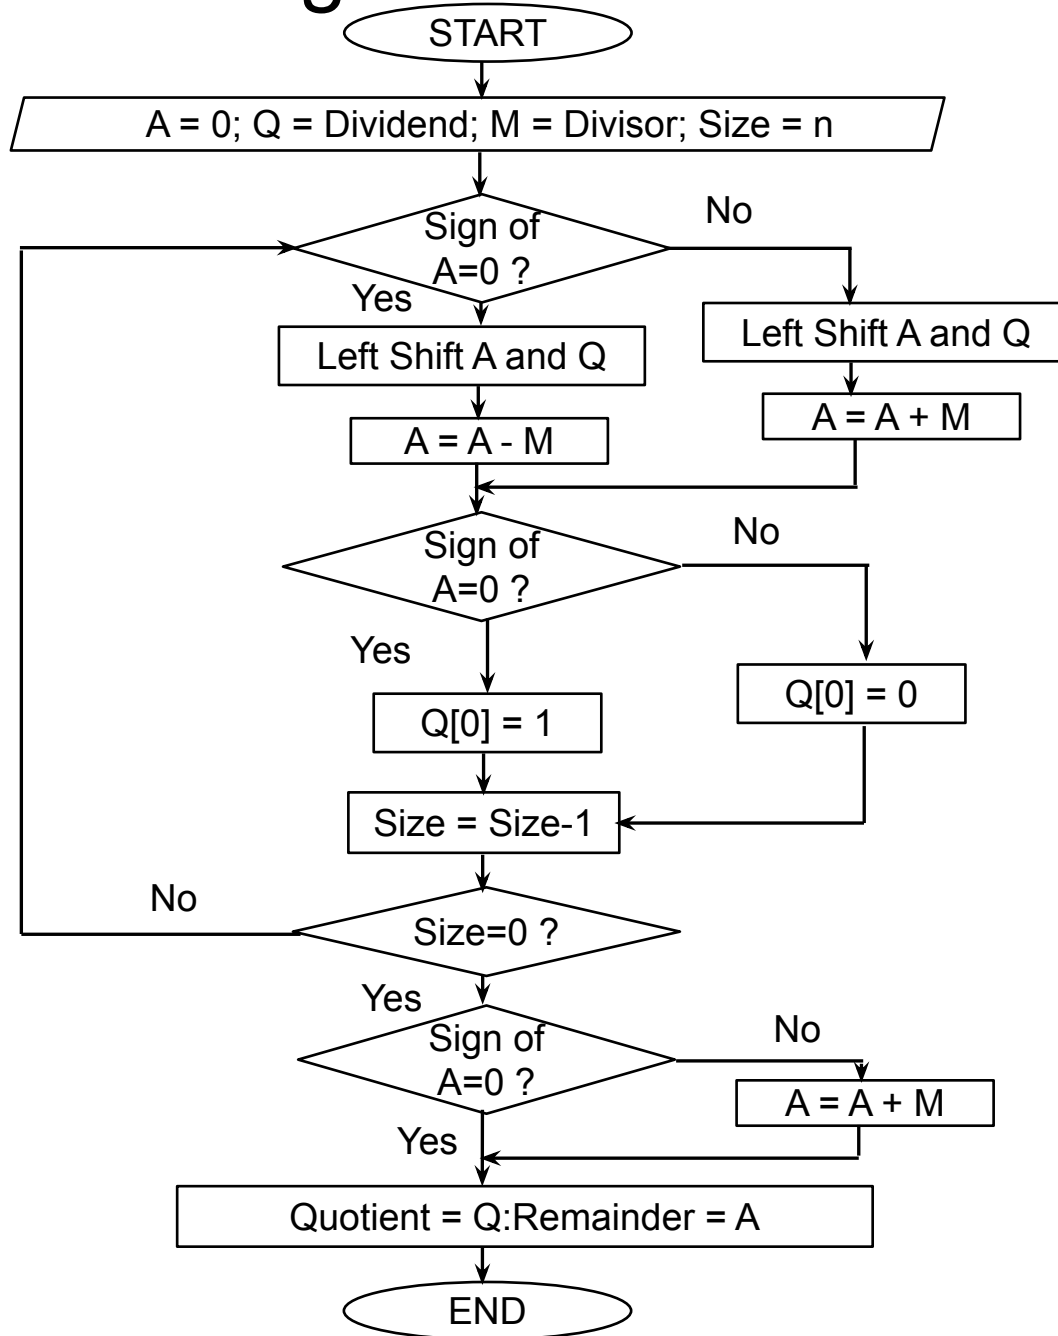 START
A = 0; Q = Dividend; M = Divisor; Size = n
Sign of
A=0 ?
No
Yes
Left Shift A and Q
Left Shift A and Q
A = A - M
A = A + M
Sign of
A=0 ?
No
Yes
Q[0] = 1
Q[0] = 0
Size = Size-1
No
Size=0 ?
Yes
Sign of
A=0 ?
No
A = A + M
Yes
Quotient = Q:Remainder = A
END